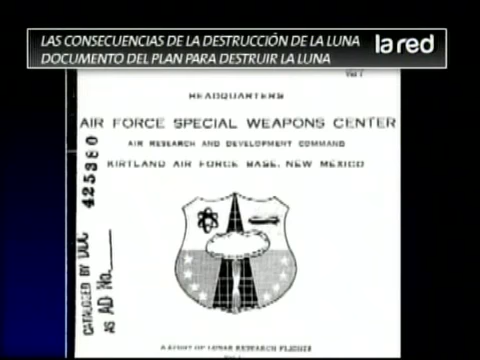 LAS CONSECUENCIAS DE LA DESTRUCCIÓN DE LA LUNA
DOCUMENTO DEL PLAN PARA DESTRUIR LA LUNA
la red
Vol I
HEADQUARTERS
AIR FORCE SPECIAL WEAPONS CENTER
AIR RESEARCH AND DEVELOPMENT COMMAND
KIRTLAND AIR FORCE BASE, NEW MEXICO
CATALOGED BY DDC
AS AD No.
425380
A STUDY OF LUNAR RESEARCH FLIGHTS